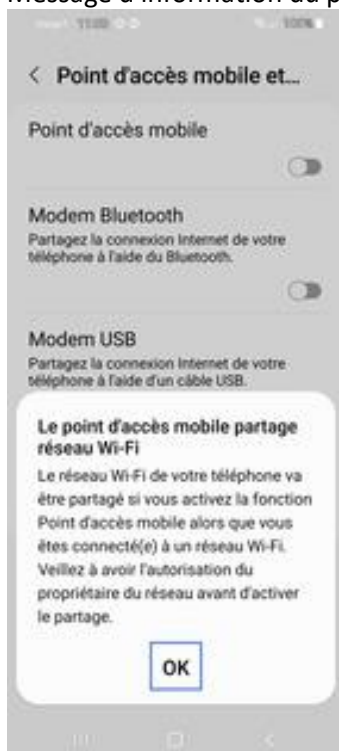 Message d'information du p
11:00
100%
< Point d'accès mobile et...
Point d'accès mobile
Modem Bluetooth
Partagez la connexion Internet de votre
téléphone à l'aide du Bluetooth.
Modem USB
Partagez la connexion Internet de votre
téléphone à l'aide d'un câble USB.
Le point d'accès mobile partage
réseau Wi-Fi
Le réseau Wi-Fi de votre téléphone va
être partagé si vous activez la fonction
Point d'accès mobile alors que vous
êtes connecté(e) à un réseau Wi-Fi.
Veillez à avoir l'autorisation du
propriétaire du réseau avant d'activer
le partage.
OK